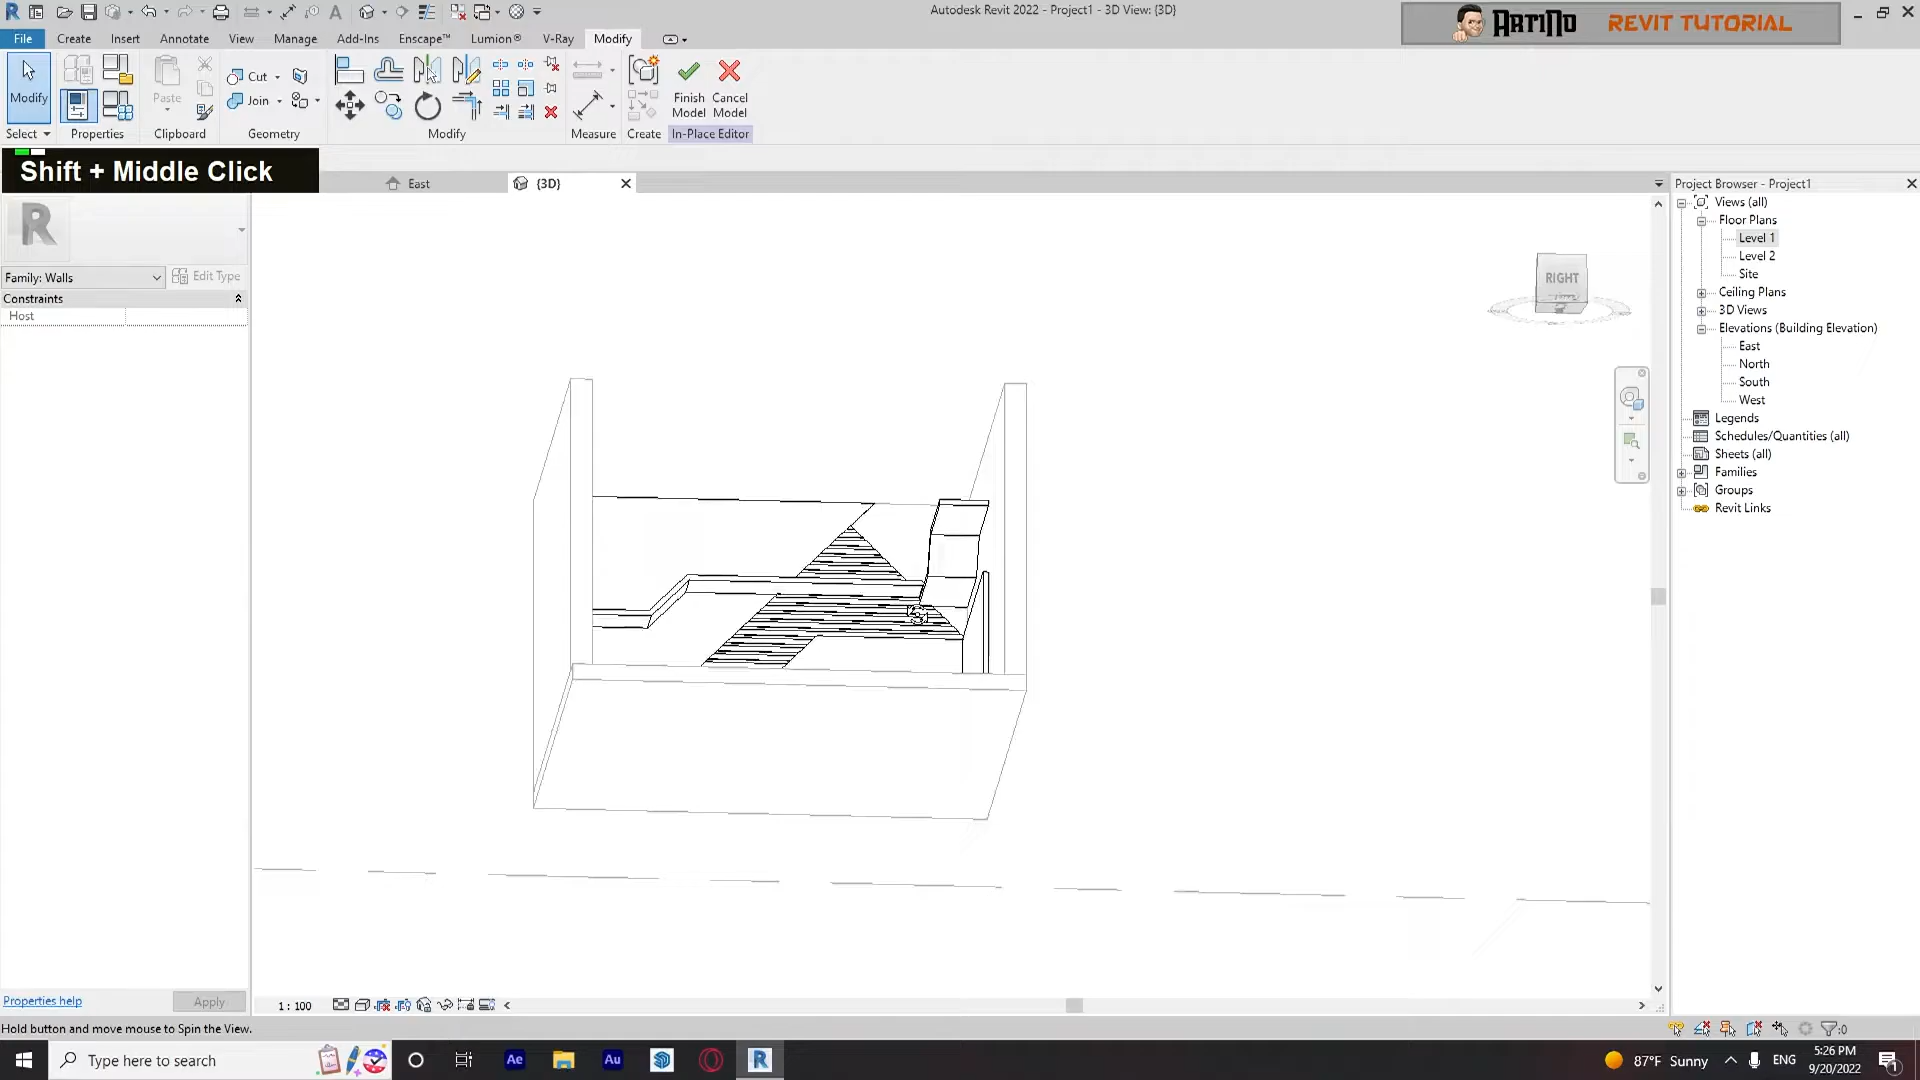 Autodesk Revit 2022 - Project1 - 3D View: {3D}
ARTINO REVIT TUTORIAL
File Create Insert Annotate View Manage Add-Ins Enscape™ Lumion® V-Ray Modify
Modify
Paste
Cut
Join
Finish Model
Cancel Model
Select Properties Clipboard Geometry Modify Measure Create In-Place Editor
Shift + Middle Click
East
{3D}
Project Browser - Project1
Family: Walls
Edit Type
Constraints
Host
RIGHT
Views (all)
Floor Plans
Level 1
Level 2
Site
Ceiling Plans
3D Views
Elevations (Building Elevation)
East
North
South
West
Legends
Schedules/Quantities (all)
Sheets (all)
Families
Groups
Revit Links
Properties help
Apply
1 : 100
Hold button and move mouse to Spin the View.
:0
Type here to search
Ae
Au
R
87°F Sunny
ENG
5:26 PM
9/20/2022
1